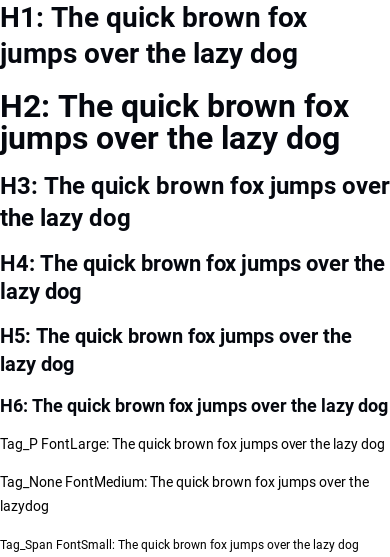 H1: The quick brown fox
jumps over the lazy dog
H2: The quick brown fox
jumps over the lazy dog
H3: The quick brown fox jumps over
the lazy dog
H4: The quick brown fox jumps over the
lazy dog
H5: The quick brown fox jumps over the
lazy dog
H6: The quick brown fox jumps over the lazy dog
Tag_P FontLarge: The quick brown fox jumps over the lazy dog
Tag_None FontMedium: The quick brown fox jumps over the
lazydog
Tag_Span FontSmall: The quick brown fox jumps over the lazy dog